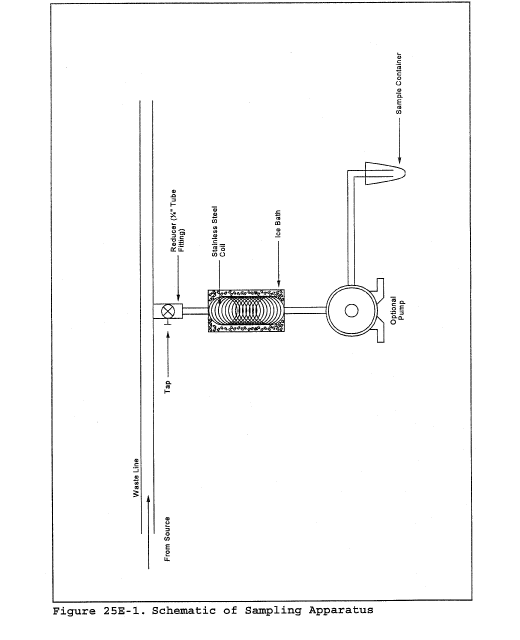 Sample Container
Reducer (¼" Tube
Fitting)
Stainless Steel
Coil
Ice Bath
Tap
Optional
Pump
Waste Line
From Source
Figure 25E-1. Schematic of Sampling Apparatus